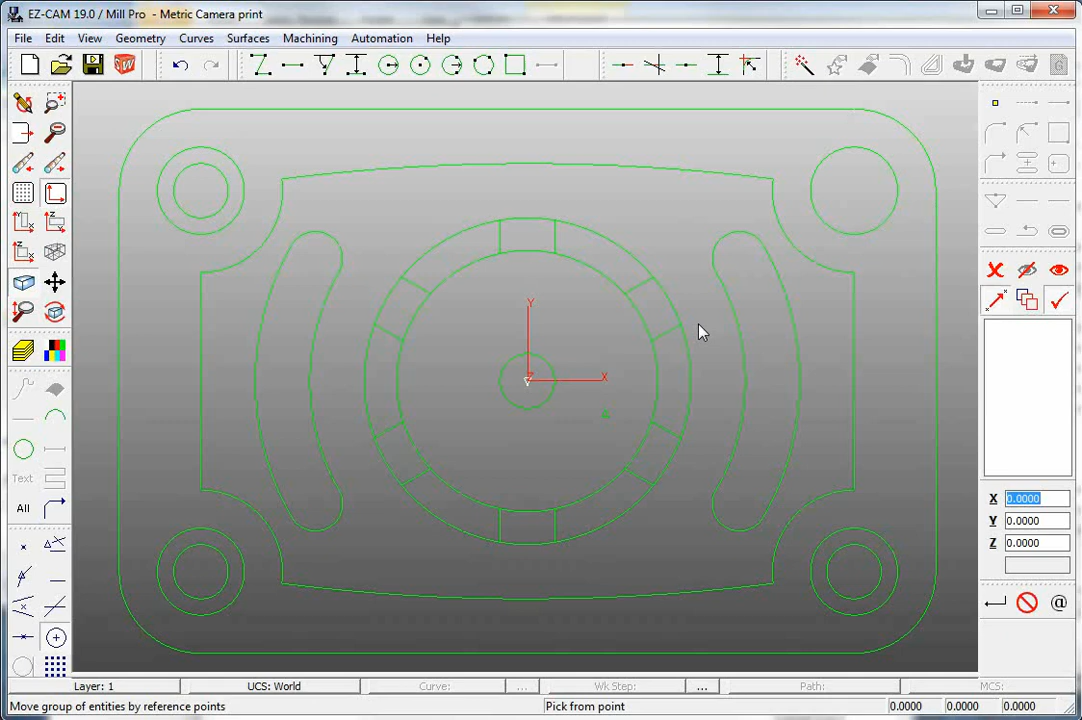 EZ-CAM 19.0 / Mill Pro - Metric Camera print
File Edit View Geometry Curves Surfaces Machining Automation Help
Y
X
Z
Text
All
X 0.0000
Y 0.0000
Z 0.0000
@
Layer: 1 UCS: World Curve: ... Wk Step: ... Path: MCS:
Move group of entities by reference points Pick from point 0.0000 0.0000 0.0000